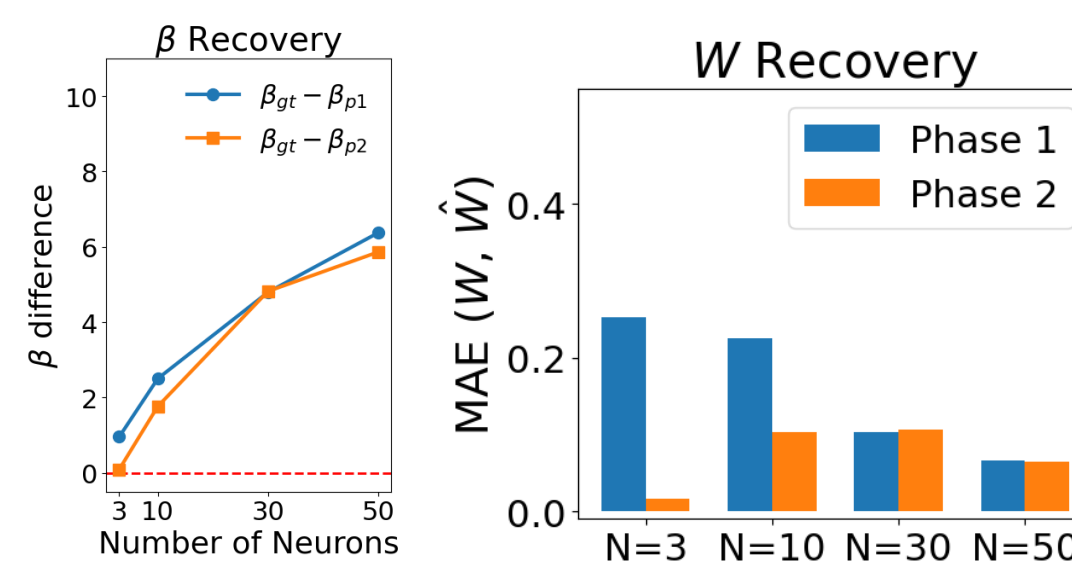 β Recovery
β difference
10
8
6
4
2
0
β_gt − β_p1
β_gt − β_p2
3 10 30 50
Number of Neurons
W Recovery
MAE (W, Ŵ)
0.4
0.2
0.0
Phase 1
Phase 2
N=3 N=10 N=30 N=50